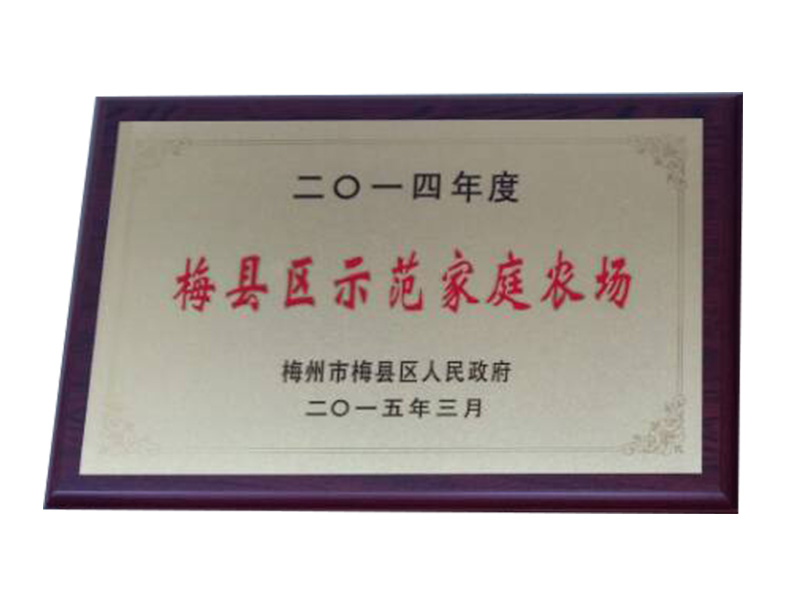 二〇一四年度
梅县区示范家庭农场
梅州市梅县区人民政府
二〇一五年三月